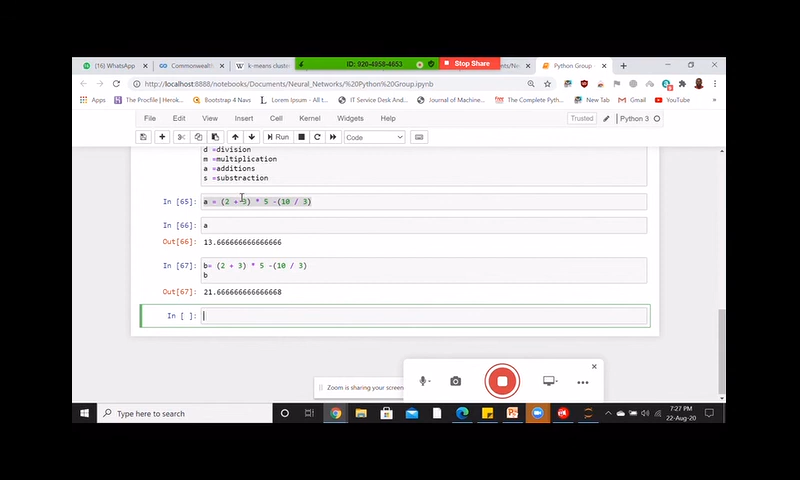 (16) WhatsApp
Commonwealth
k-means cluster
ID: 920-4958-4653
Stop Share
ments/Ne
Python Group
http://localhost:8888/notebooks/Documents/Neural_Networks/%20Python%20Group.ipynb
Apps
The Procfile | Herok...
Bootstrap 4 Navs
Lorem Ipsum - All t...
IT Service Desk And...
Journal of Machine...
The Complete Pyth...
New Tab
Gmail
YouTube
File Edit View Insert Cell Kernel Widgets Help
Trusted
Python 3
Run
Code
d =division
m =multiplication
a =additions
s =substraction
In [65]: a = (2 + 3) * 5 -(10 / 3)
In [66]: a
Out[66]: 13.666666666666666
In [67]: b= (2 + 3) * 5 -(10 / 3)
b
Out[67]: 21.666666666666668
In [ ]:
Zoom is sharing your screen
Type here to search
7:27 PM
22-Aug-20